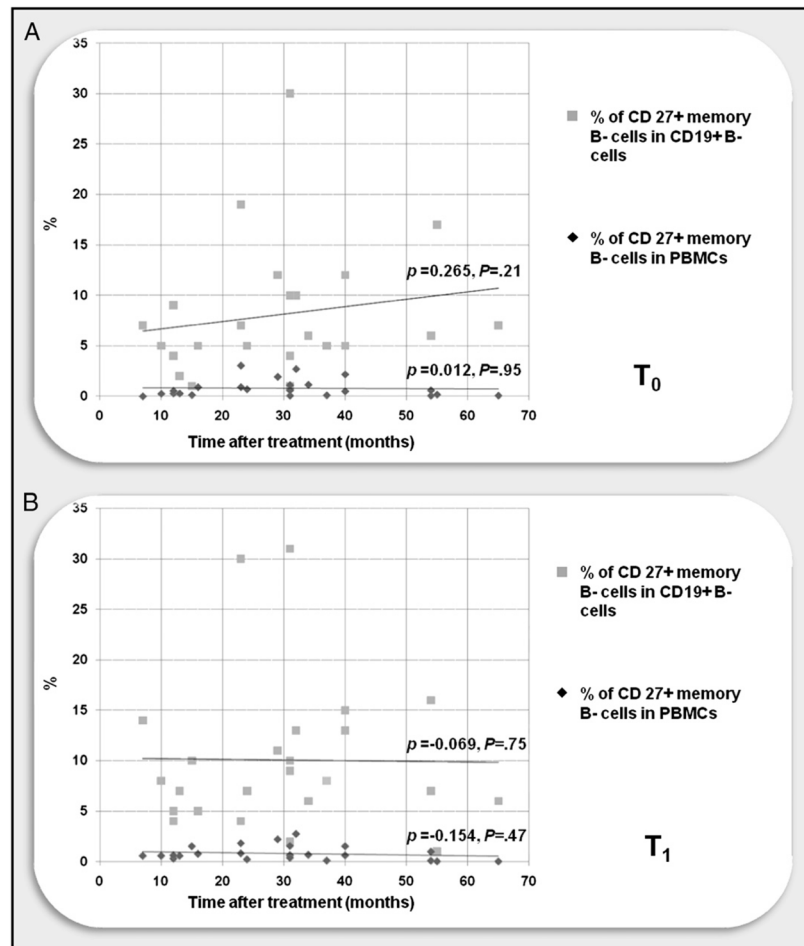 A
35
30
25
20
15
10
5
0
%
0 10 20 30 40 50 60 70
Time after treatment (months)
p=0.265, P=.21
p=0.012, P=.95
% of CD 27+ memory
B- cells in CD19+B-
cells
% of CD 27+ memory
B- cells in PBMCs
T0
B
35
30
25
20
15
10
5
0
%
0 10 20 30 40 50 60 70
Time after treatment (months)
p=-0.069, P=.75
p=-0.154, P=.47
% of CD 27+ memory
B- cells in CD19+B-
cells
% of CD 27+ memory
B- cells in PBMCs
T1